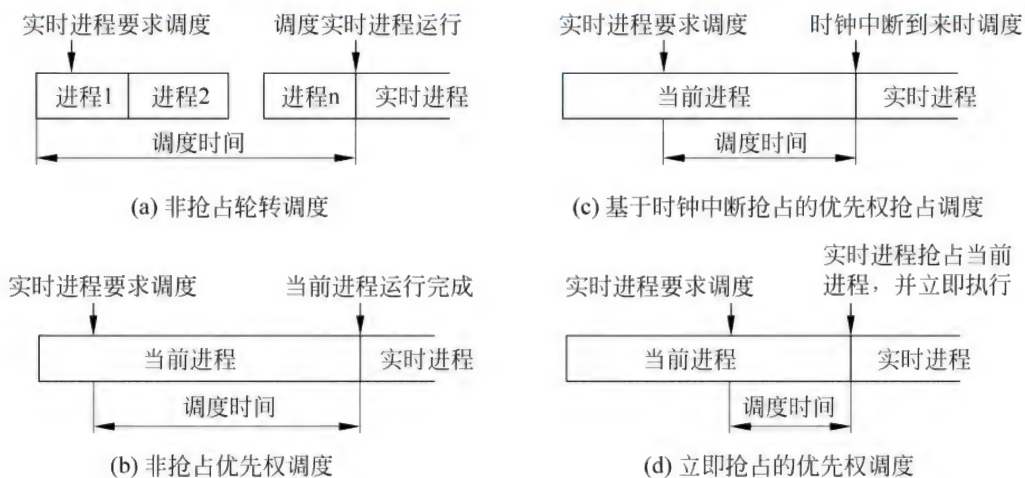 实时进程要求调度
调度实时进程运行
进程1
进程2
进程n
实时进程
调度时间
(a) 非抢占轮转调度
实时进程要求调度
时钟中断到来时调度
当前进程
实时进程
调度时间
(c) 基于时钟中断抢占的优先权抢占调度
实时进程要求调度
当前进程运行完成
当前进程
实时进程
调度时间
(b) 非抢占优先权调度
实时进程要求调度
实时进程抢占当前
进程，并立即执行
当前进程
实时进程
调度时间
(d) 立即抢占的优先权调度